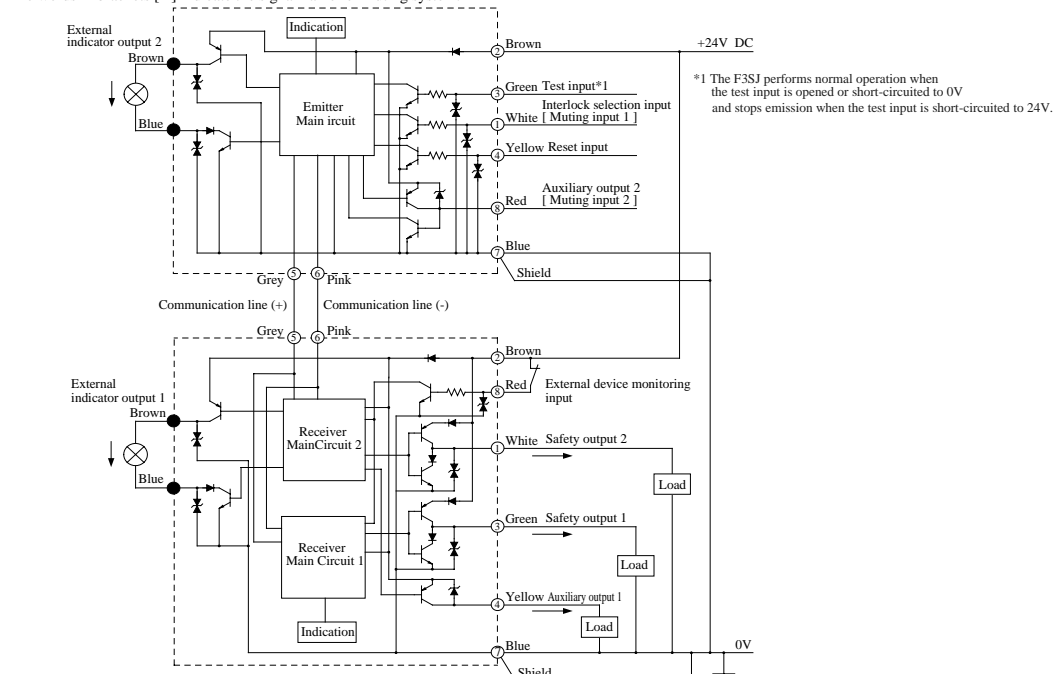 External
indicator output 2
Brown
Blue
Indication
Emitter
Main ircuit
2 Brown
+24V DC
3 Green Test input*1
Interlock selection input
1 White [ Muting input 1 ]
4 Yellow Reset input
Auxiliary output 2
8 Red [ Muting input 2 ]
7 Blue
Shield
*1 The F3SJ performs normal operation when
the test input is opened or short-circuited to 0V
and stops emission when the test input is short-circuited to 24V.
Grey 5 6 Pink
Communication line (+) Communication line (-)
Grey 5 6 Pink
External
indicator output 1
Brown
Blue
Receiver
MainCircuit 2
Receiver
Main Circuit 1
Indication
2 Brown
8 Red External device monitoring
input
1 White Safety output 2
Load
3 Green Safety output 1
Load
4 Yellow Auxiliary output 1
Load
7 Blue
0V
Shield